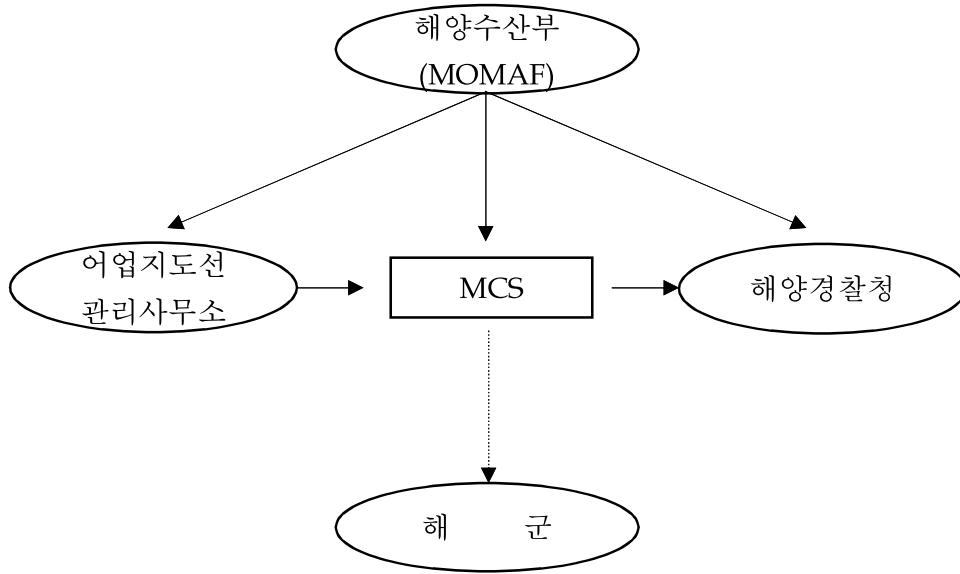 해양수산부
(MOMAF)
어업지도선
관리사무소
MCS
해양경찰청
해 군